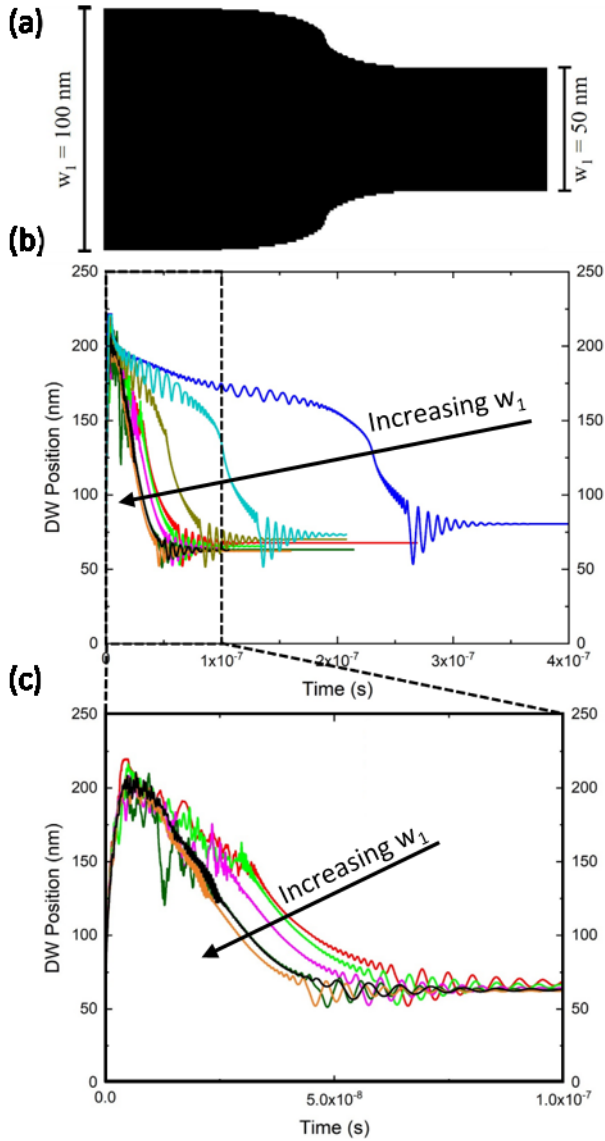 (a)
w₁ = 100 nm
w₁ = 50 nm
(b)
250
200
150
100
50
0
DW Position (nm)
250
200
150
100
50
0
Increasing w₁
0
1x10⁻⁷
2x10⁻⁷
3x10⁻⁷
4x10⁻⁷
Time (s)
(c)
250
200
150
100
50
0
DW Position (nm)
250
200
150
100
50
0
Increasing w₁
0.0
5.0x10⁻⁸
1.0x10⁻⁷
Time (s)